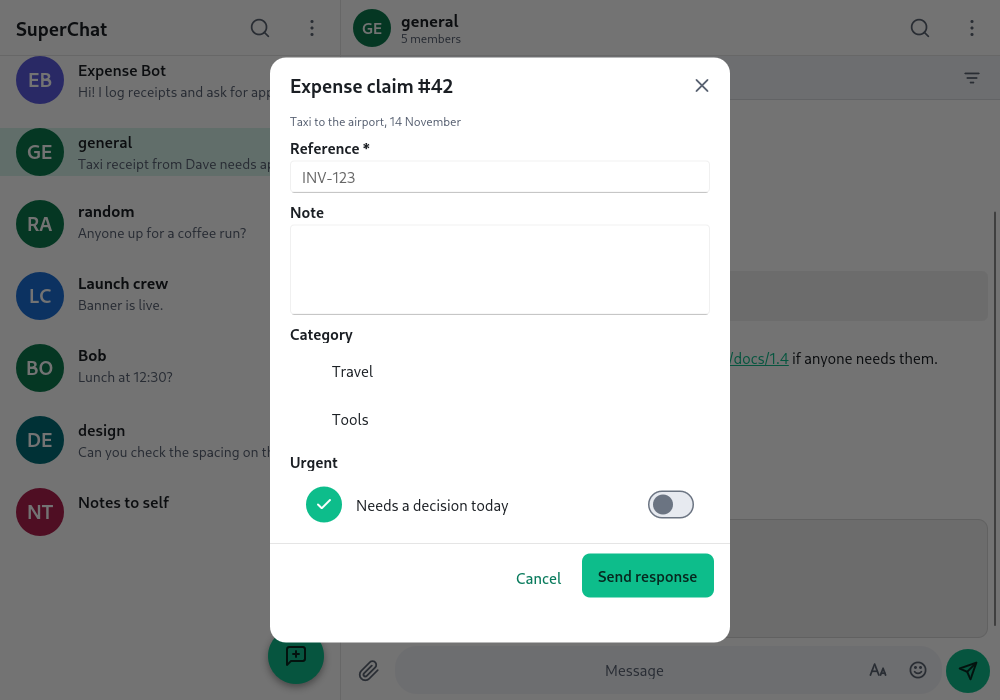 SuperChat
GE
general
5 members
EB
Expense Bot
Hi! I log receipts and ask for app
GE
general
Taxi receipt from Dave needs ap
RA
random
Anyone up for a coffee run?
LC
Launch crew
Banner is live.
BO
Bob
Lunch at 12:30?
DE
design
Can you check the spacing on th
NT
Notes to self
Expense claim #42
Taxi to the airport, 14 November
Reference *
INV-123
Note
Category
Travel
Tools
Urgent
Needs a decision today
Cancel
Send response
/docs/1.4 if anyone needs them.
Message
AA